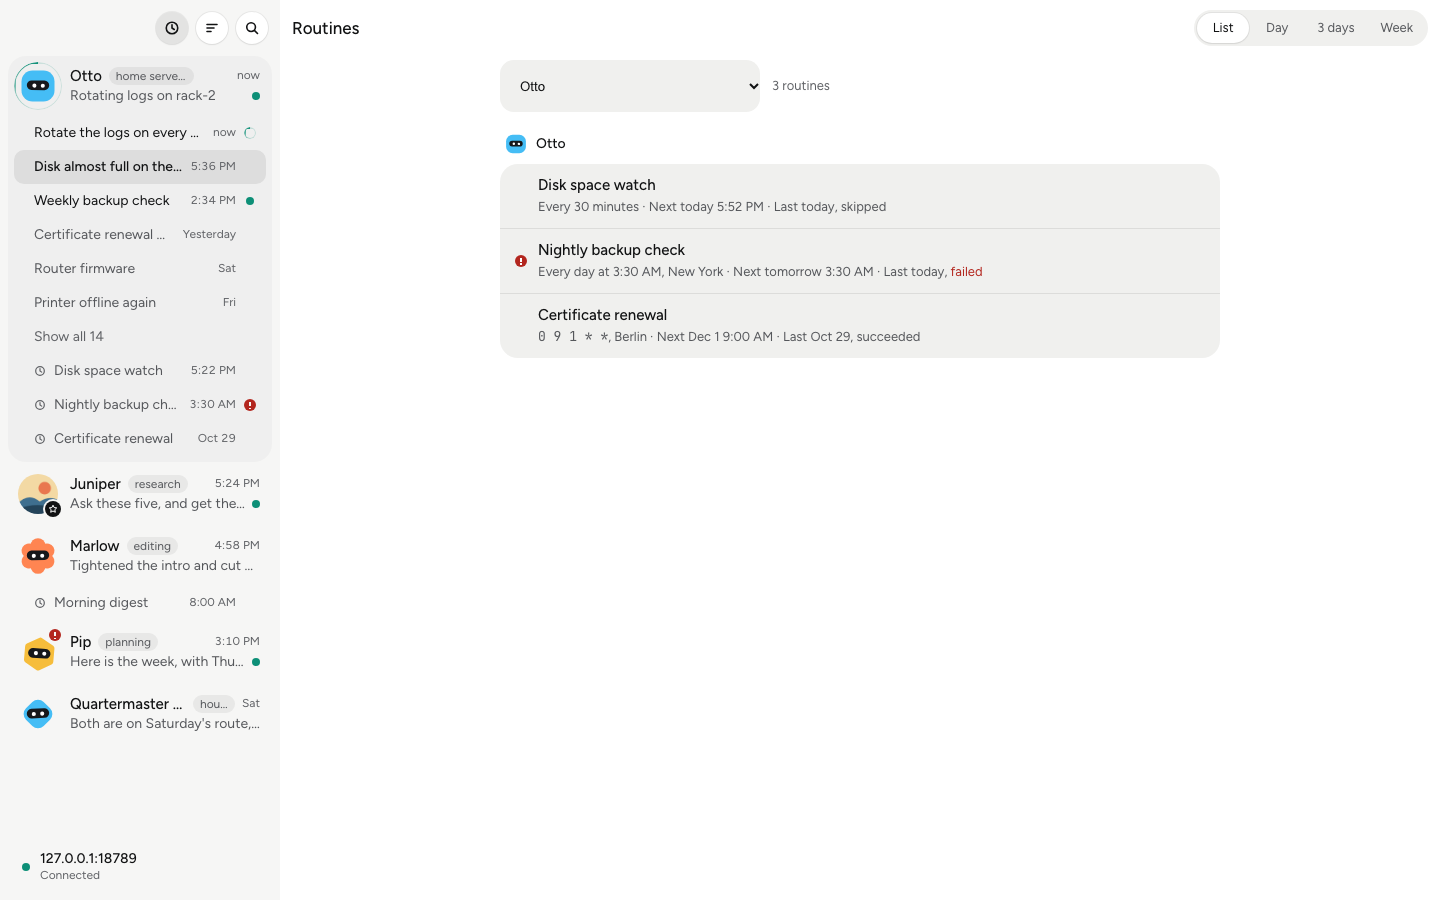 Otto home serve... now
Rotating logs on rack-2
Rotate the logs on every ... now
Disk almost full on the... 5:36 PM
Weekly backup check 2:34 PM
Certificate renewal ... Yesterday
Router firmware Sat
Printer offline again Fri
Show all 14
Disk space watch 5:22 PM
Nightly backup ch... 3:30 AM
Certificate renewal Oct 29
Juniper research 5:24 PM
Ask these five, and get the...
Marlow editing 4:58 PM
Tightened the intro and cut ...
Morning digest 8:00 AM
Pip planning 3:10 PM
Here is the week, with Thu...
Quartermaster ... hou... Sat
Both are on Saturday's route,...
127.0.0.1:18789
Connected
Routines
List Day 3 days Week
Otto 3 routines
Otto
Disk space watch
Every 30 minutes · Next today 5:52 PM · Last today, skipped
Nightly backup check
Every day at 3:30 AM, New York · Next tomorrow 3:30 AM · Last today, failed
Certificate renewal
0 9 1 * *, Berlin · Next Dec 1 9:00 AM · Last Oct 29, succeeded